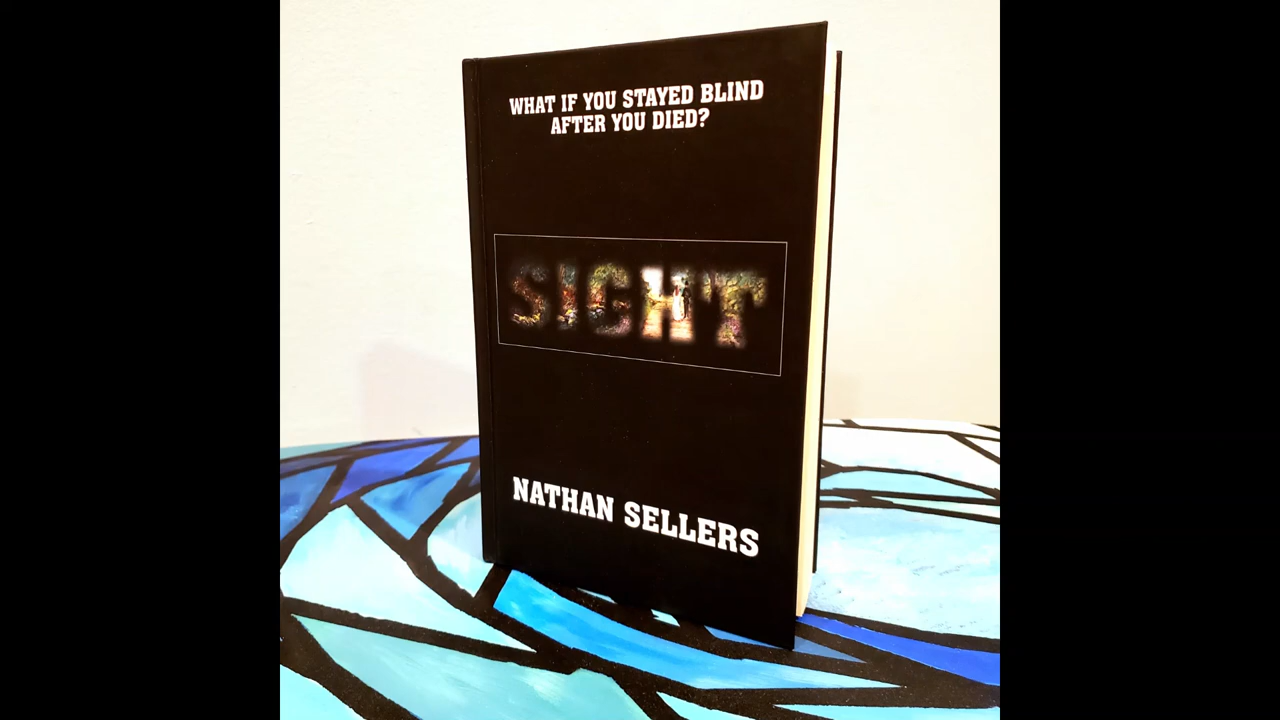 WHAT IF YOU STAYED BLIND
AFTER YOU DIED?
SIGHT
NATHAN SELLERS